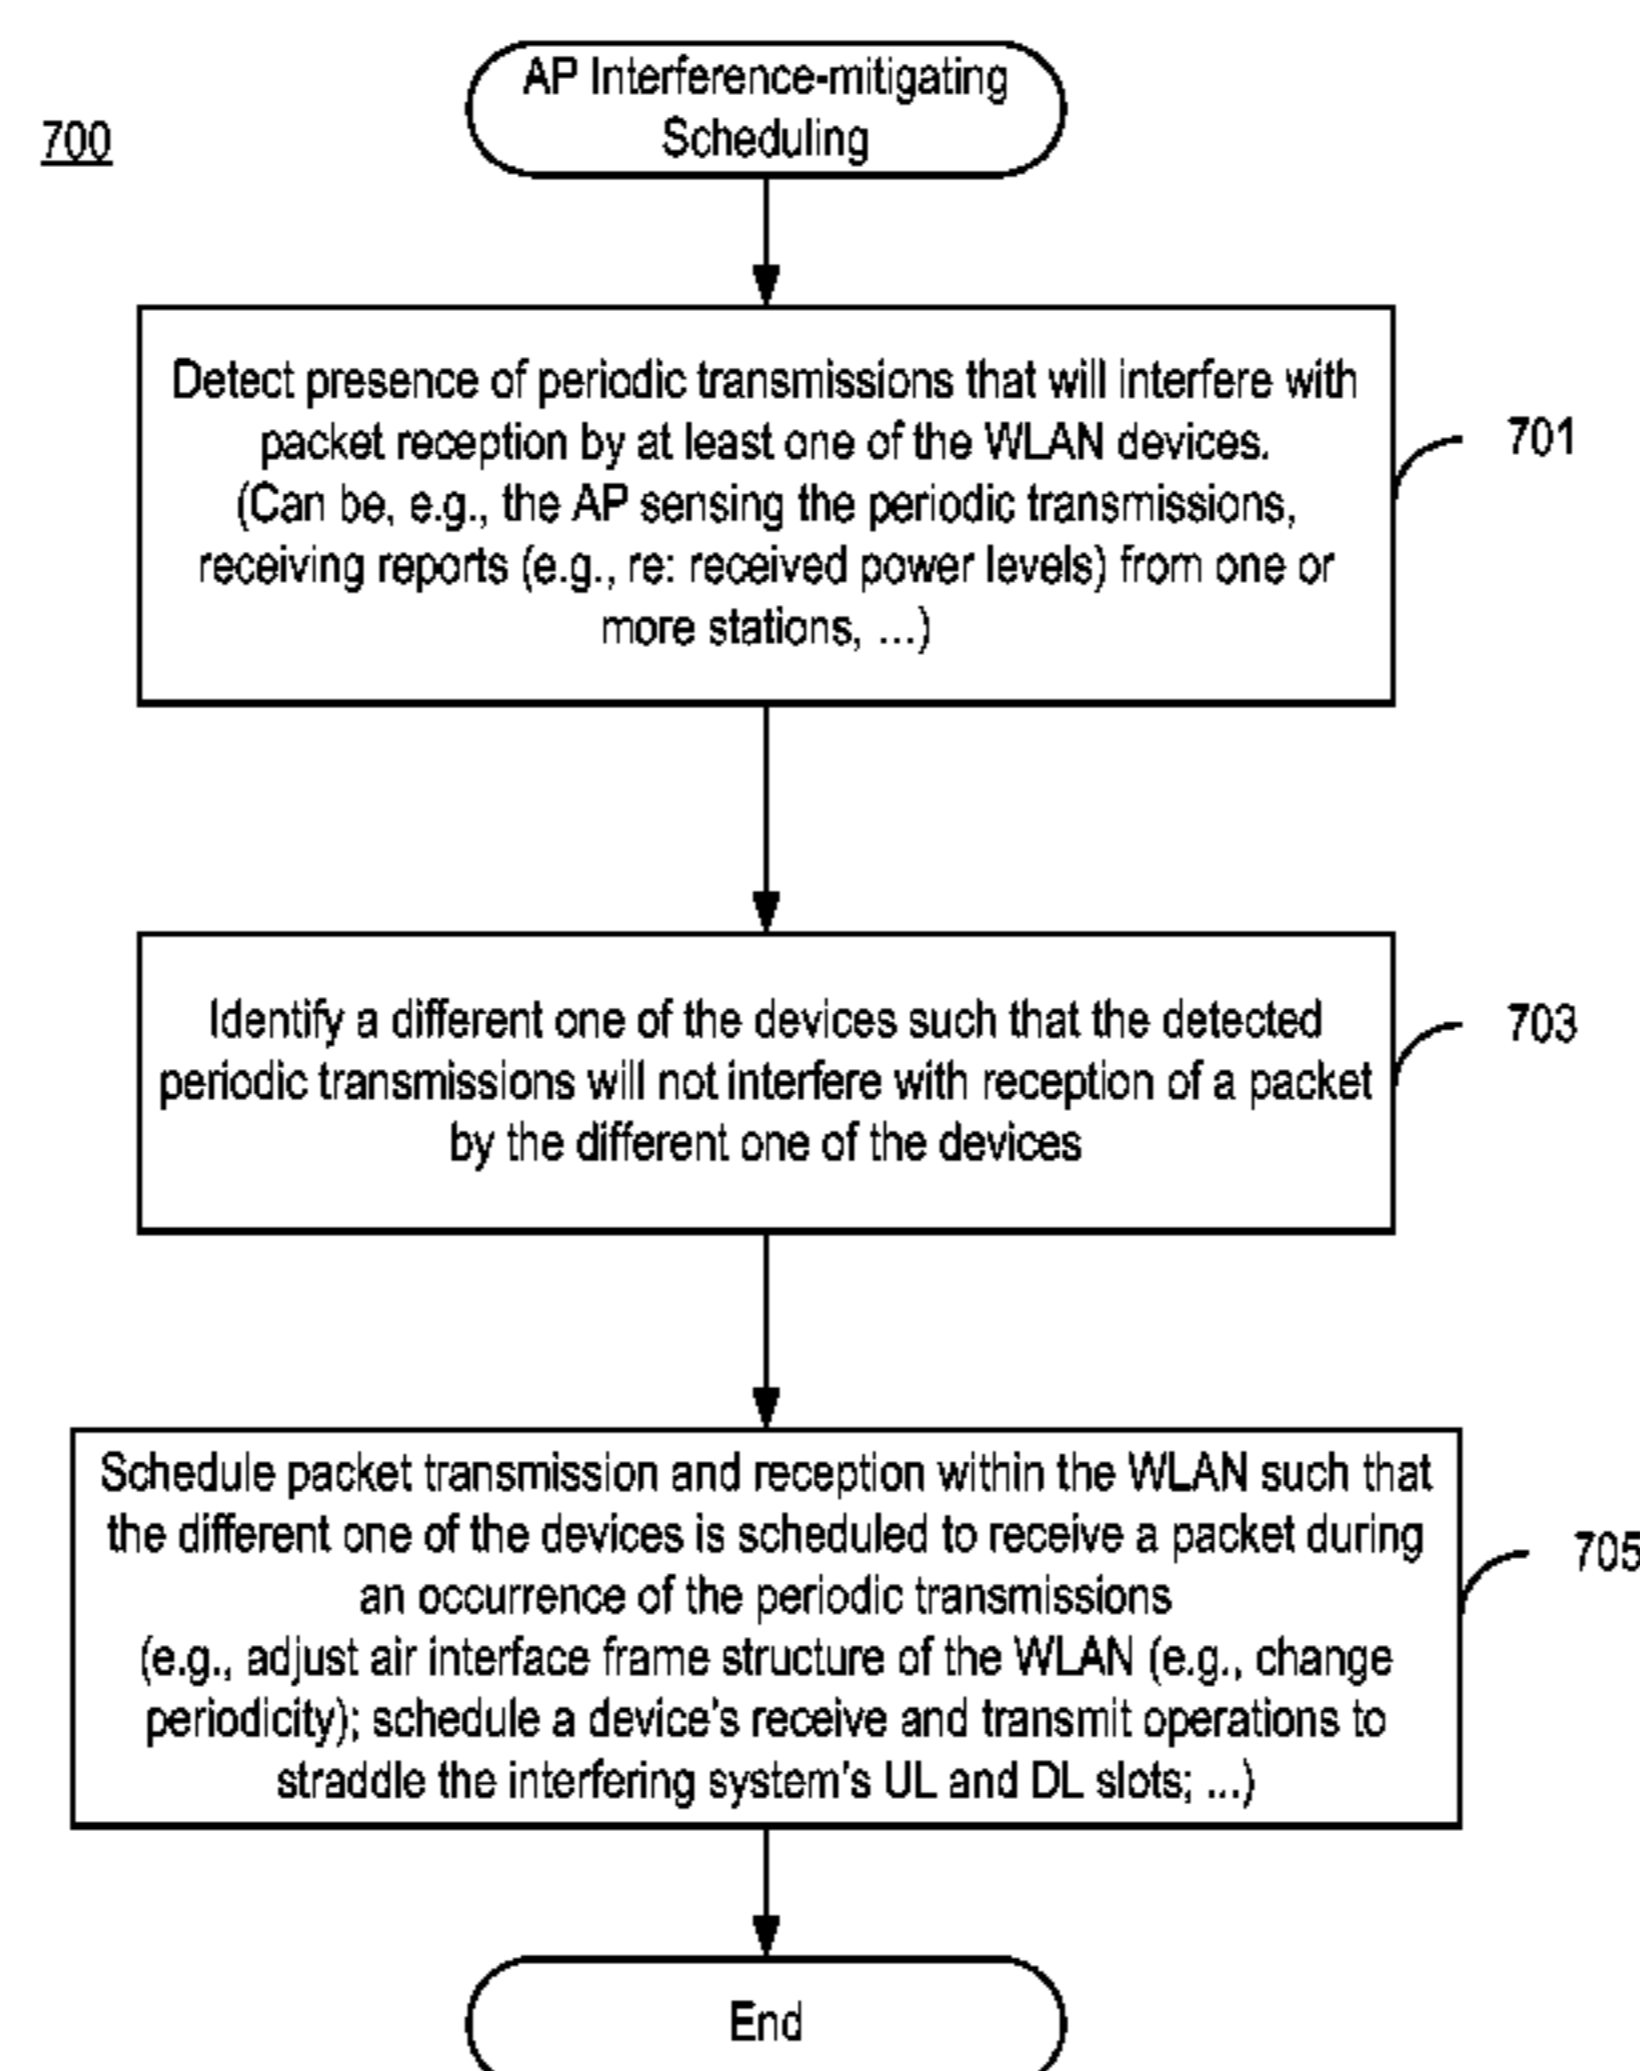 AP Interference-mitigating
Scheduling
700
Detect presence of periodic transmissions that will interfere with
packet reception by at least one of the WLAN devices.
(Can be, e.g., the AP sensing the periodic transmissions,
receiving reports (e.g., re: received power levels) from one or
more stations, ...)
701
Identify a different one of the devices such that the detected
periodic transmissions will not interfere with reception of a packet
by the different one of the devices
703
Schedule packet transmission and reception within the WLAN such that
the different one of the devices is scheduled to receive a packet during
an occurrence of the periodic transmissions
(e.g., adjust air interface frame structure of the WLAN (e.g., change
periodicity); schedule a device's receive and transmit operations to
straddle the interfering system's UL and DL slots; ...)
705
End